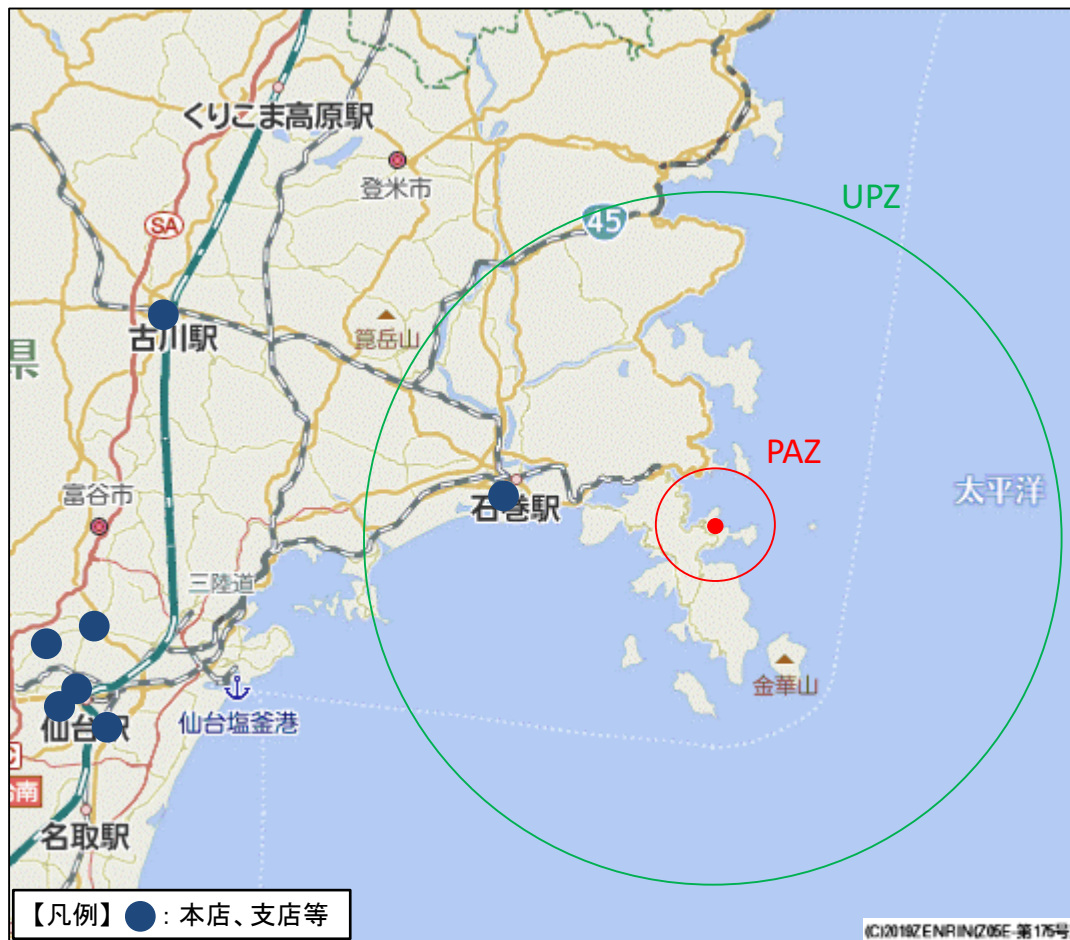 くりこま高原駅
登米市
UPZ
SA
45
古川駅
箆岳山
県
PAZ
太平洋
富谷市
石巻駅
三陸道
金華山
仙台駅
仙台塩釜港
南
名取駅
【凡例】 : 本店、支店等
(C)2019ZENRIN(Z05E-第175号